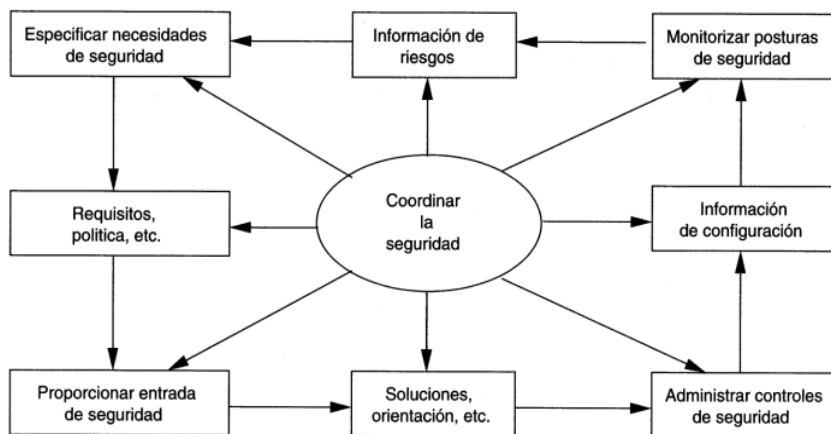 Especificar necesidades
de seguridad
Información de
riesgos
Monitorizar posturas
de seguridad
Requisitos,
politica, etc.
Coordinar
la
seguridad
Información
de configuración
Proporcionar entrada
de seguridad
Soluciones,
orientación, etc.
Administrar controles
de seguridad